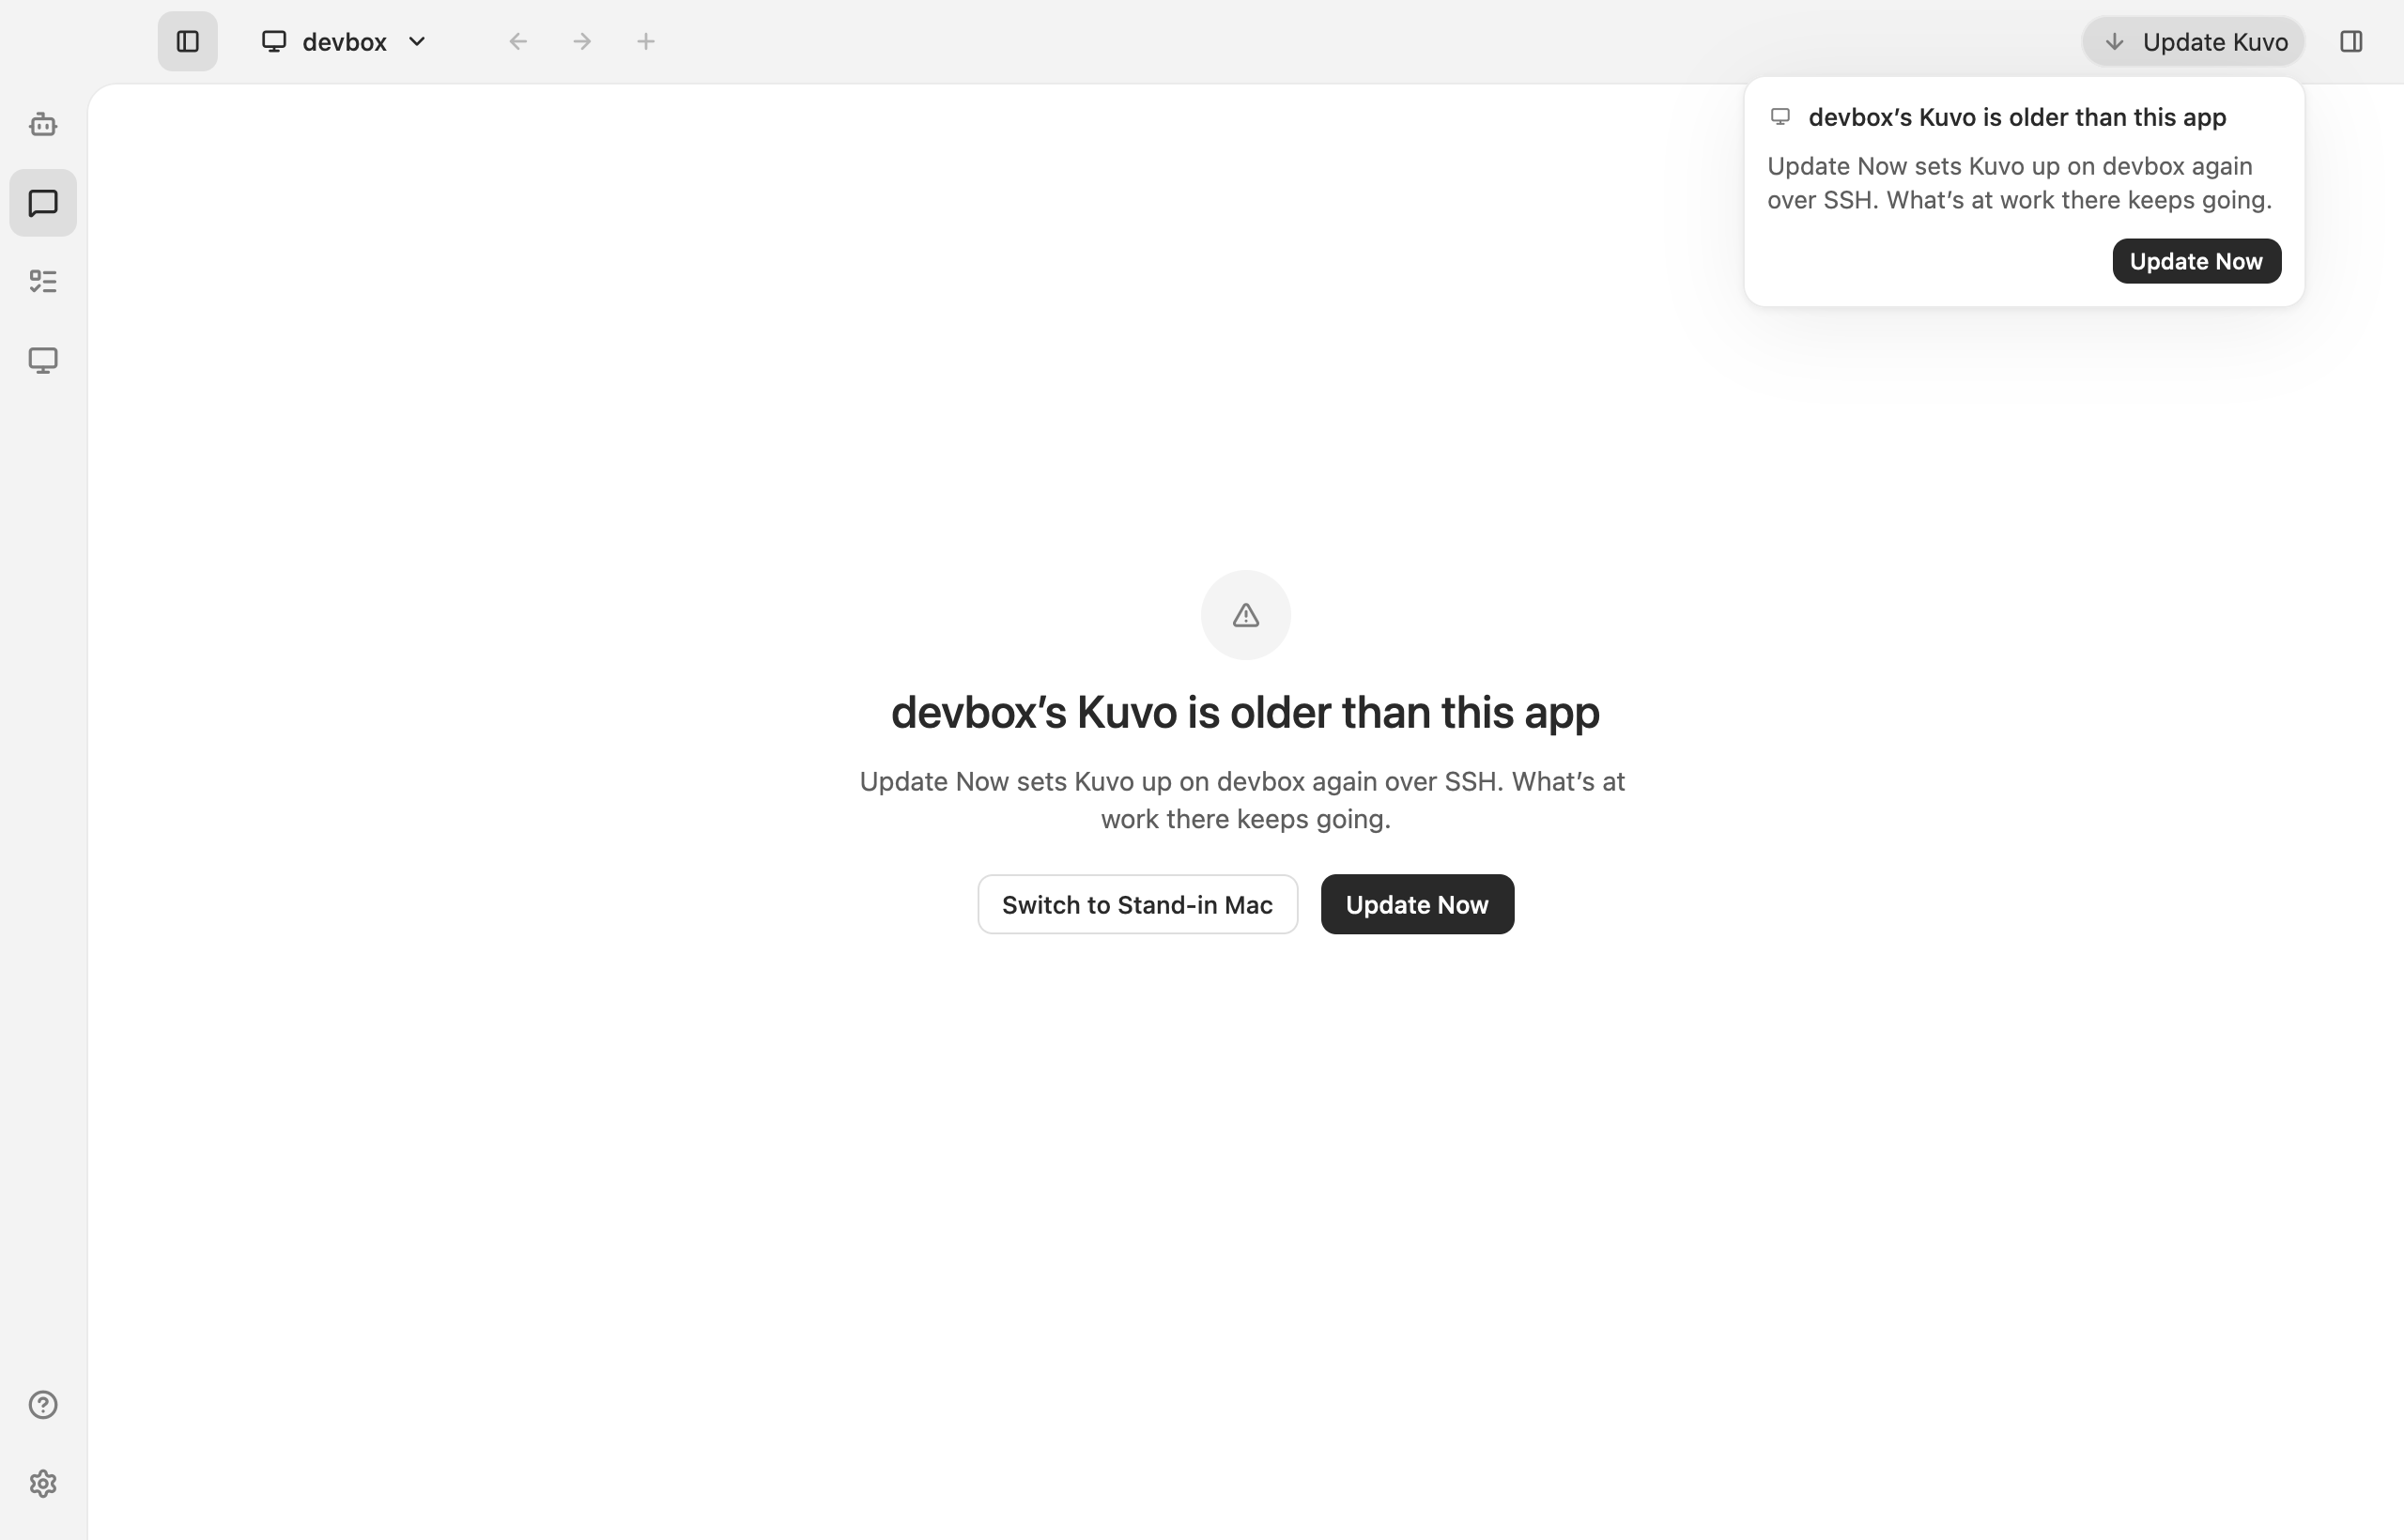 devbox
Update Kuvo
devbox’s Kuvo is older than this app
Update Now sets Kuvo up on devbox again
over SSH. What’s at work there keeps going.
Update Now
devbox’s Kuvo is older than this app
Update Now sets Kuvo up on devbox again over SSH. What’s at
work there keeps going.
Switch to Stand-in Mac
Update Now